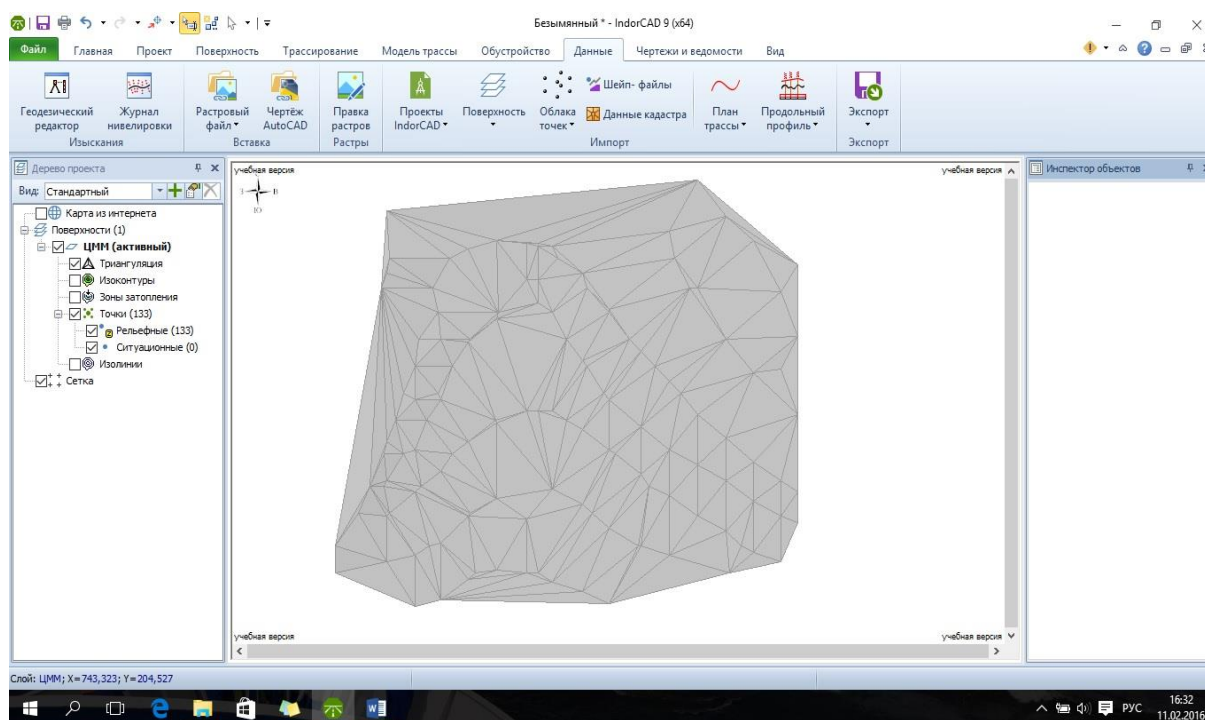 Безымянный * - IndorCAD 9 (x64)
Файл Главная Проект Поверхность Трассирование Модель трассы Обустройство Данные Чертежи и ведомости Вид
Геодезический редактор
Журнал нивелировки
Изыскания
Растровый файл
Чертёж AutoCAD
Вставка
Правка растров
Растры
Проекты IndorCAD
Поверхность
Облака точек
Шейп- файлы
Данные кадастра
План трассы
Продольный профиль
Импорт
Экспорт
Экспорт
Дерево проекта
Вид: Стандартный
Карта из интернета
Поверхности (1)
ЦММ (активный)
Триангуляция
Изоконтуры
Зоны затопления
Точки (133)
Рельефные (133)
Ситуационные (0)
Изолинии
Сетка
учебная версия
учебная версия
З В
Ю
учебная версия
учебная версия
Инспектор объектов
Слой: ЦММ; X=743,323; Y=204,527
РУС
16:32
11.02.2016